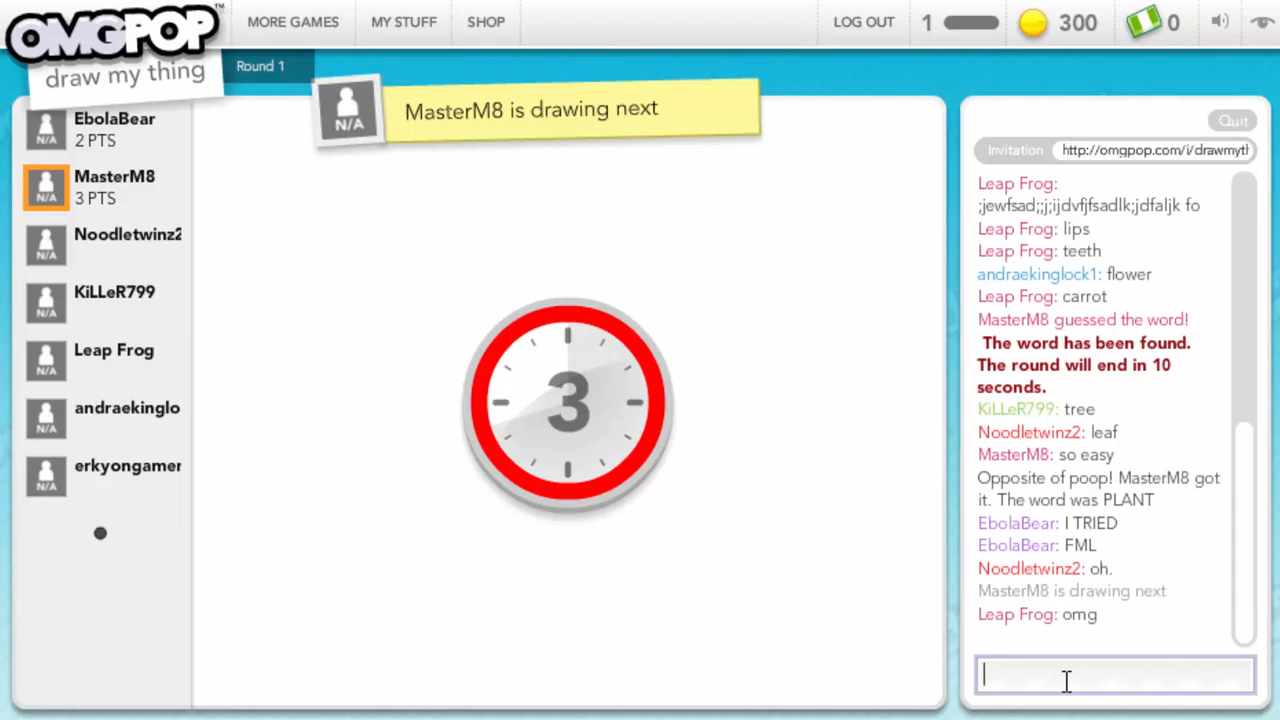 OMGPOP™
draw my thing
MORE GAMES
MY STUFF
SHOP
LOG OUT
1
300
0
Round 1
N/A
MasterM8 is drawing next
N/A
EbolaBear
2 PTS
N/A
MasterM8
3 PTS
N/A
Noodletwinz2
N/A
KiLLeR799
N/A
Leap Frog
N/A
andraekinglo
N/A
erkyongamer
3
Quit
Invitation
http://omgpop.com/i/drawmyth
Leap Frog:
;jewfsad;;j;ijdvfjfsadlk;jdfaljk fo
Leap Frog: lips
Leap Frog: teeth
andraekinglock1: flower
Leap Frog: carrot
MasterM8 guessed the word!
The word has been found.
The round will end in 10
seconds.
KiLLeR799: tree
Noodletwinz2: leaf
MasterM8: so easy
Opposite of poop! MasterM8 got
it. The word was PLANT
EbolaBear: I TRIED
EbolaBear: FML
Noodletwinz2: oh.
MasterM8 is drawing next
Leap Frog: omg